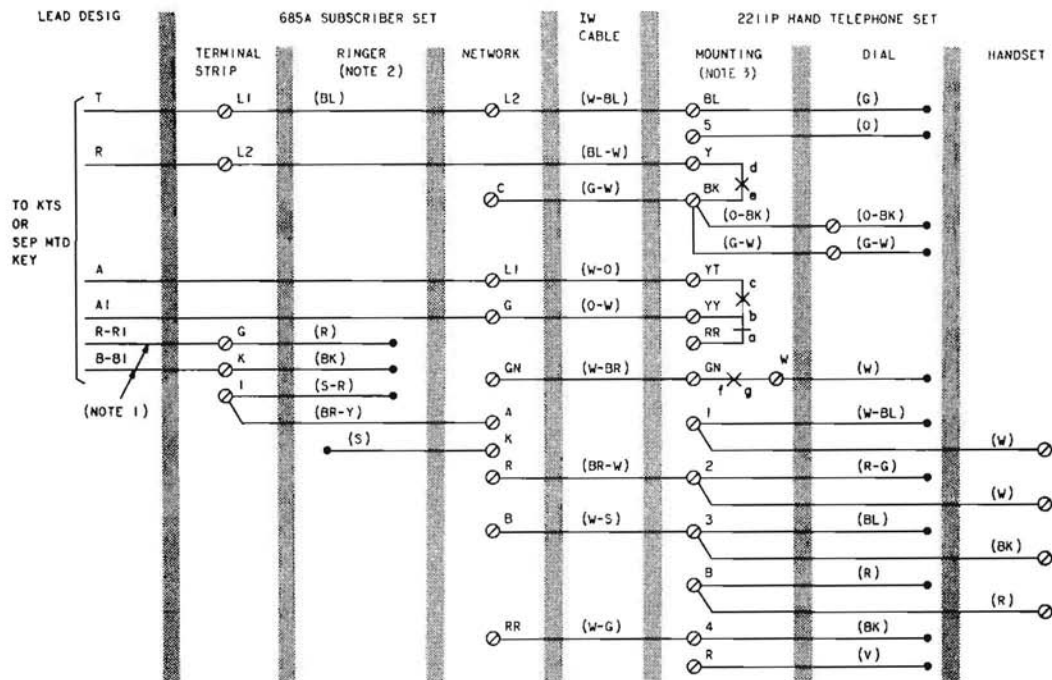 LEAD DESIG 685A SUBSCRIBER SET IW CABLE 2211P HAND TELEPHONE SET
TERMINAL STRIP RINGER (NOTE 2) NETWORK MOUNTING (NOTE 3) DIAL HANDSET
T L1 (BL) L2 (W-BL) BL (G)
5 (O)
R L2 (BL-W) Y d
C (G-W) BK e
(O-BK) (O-BK)
(G-W) (G-W)
TO KTS
OR
SEP MTD
KEY
A L1 (W-O) YT c
A1 G (O-W) YY b
R-R1 G (R) RR a
B-B1 K (BK) GN (W-BR) GN f g W (W)
(NOTE 1) 1 (S-R)
(BR-Y) A 1 (W-BL)
(S) K (W)
R (BR-W) 2 (R-G)
(W)
B (W-S) 3 (BL)
(BK)
B (R)
(R)
RR (W-G) 4 (BK)
R (V)